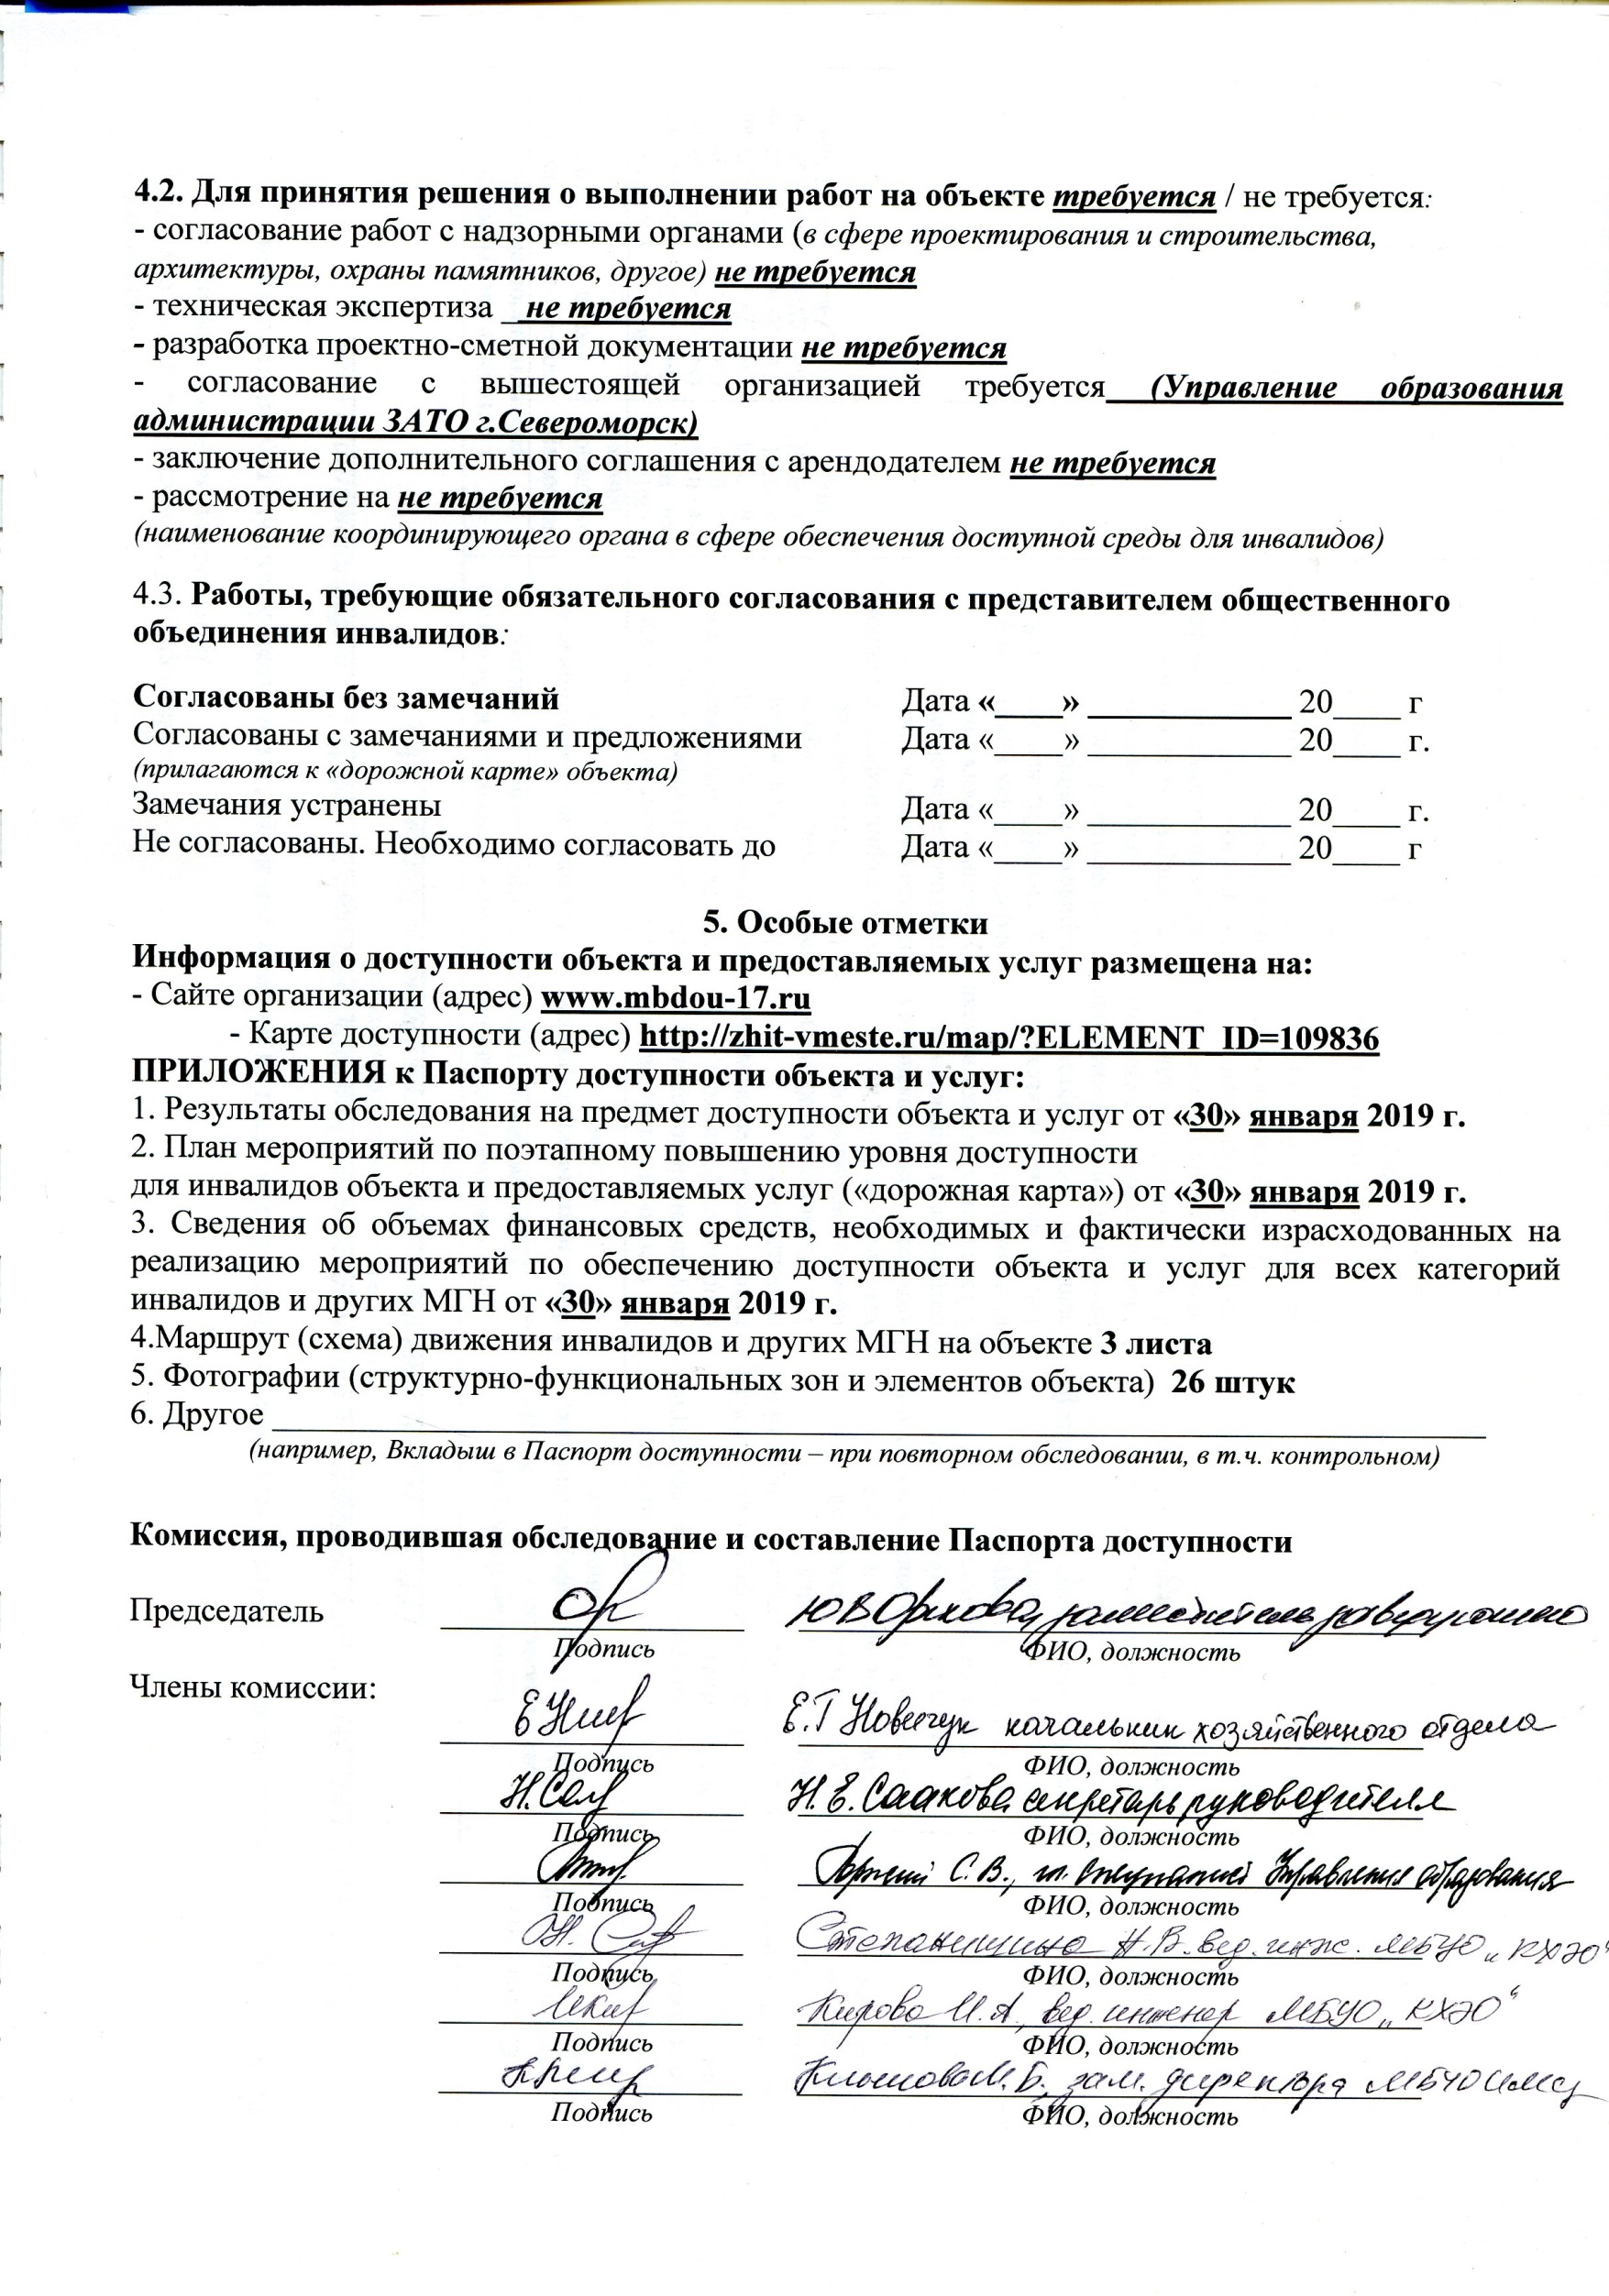 4.2. Для принятия решения о выполнении работ на объекте требуется / не требуется:
- согласование работ с надзорными органами (в сфере проектирования и строительства,
архитектуры, охраны памятников, другое) не требуется
- техническая экспертиза _ не требуется
- разработка проектно-сметной документации не требуется
- согласование с вышестоящей организацией требуется (Управление образования
администрации ЗАТО г.Североморск)
- заключение дополнительного соглашения с арендодателем не требуется
- рассмотрение на не требуется
(наименование координирующего органа в сфере обеспечения доступной среды для инвалидов)
4.3. Работы, требующие обязательного согласования с представителем общественного
объединения инвалидов:
Согласованы без замечаний Дата «____» ____________ 20____ г
Согласованы с замечаниями и предложениями Дата «____» ____________ 20____ г.
(прилагаются к «дорожной карте» объекта)
Замечания устранены Дата «____» ____________ 20____ г.
Не согласованы. Необходимо согласовать до Дата «____» ____________ 20____ г
5. Особые отметки
Информация о доступности объекта и предоставляемых услуг размещена на:
- Сайте организации (адрес) www.mbdou-17.ru
- Карте доступности (адрес) http://zhit-vmeste.ru/map/?ELEMENT_ID=109836
ПРИЛОЖЕНИЯ к Паспорту доступности объекта и услуг:
1. Результаты обследования на предмет доступности объекта и услуг от «30» января 2019 г.
2. План мероприятий по поэтапному повышению уровня доступности
для инвалидов объекта и предоставляемых услуг («дорожная карта») от «30» января 2019 г.
3. Сведения об объемах финансовых средств, необходимых и фактически израсходованных на
реализацию мероприятий по обеспечению доступности объекта и услуг для всех категорий
инвалидов и других МГН от «30» января 2019 г.
4.Маршрут (схема) движения инвалидов и других МГН на объекте 3 листа
5. Фотографии (структурно-функциональных зон и элементов объекта) 26 штук
6. Другое ____________
(например, Вкладыш в Паспорт доступности – при повторном обследовании, в т.ч. контрольном)
Комиссия, проводившая обследование и составление Паспорта доступности
Председатель Ю В заместитель заведующего
Подпись ФИО, должность
Члены комиссии:
Е.Г начальник хозяйственного отдела
Подпись ФИО, должность
Н. Е. Саакова секретарь руководителя
Подпись ФИО, должность
С. В., гл. специалист Управления образования
Подпись ФИО, должность
Н. В. вед. инж. МБУО „КХЭО"
Подпись ФИО, должность
Кирова И. А., вед. инженер МБУО „КХЭО"
Подпись ФИО, должность
М. Б., зам. директора МБУО ИМЦ
Подпись ФИО, должность